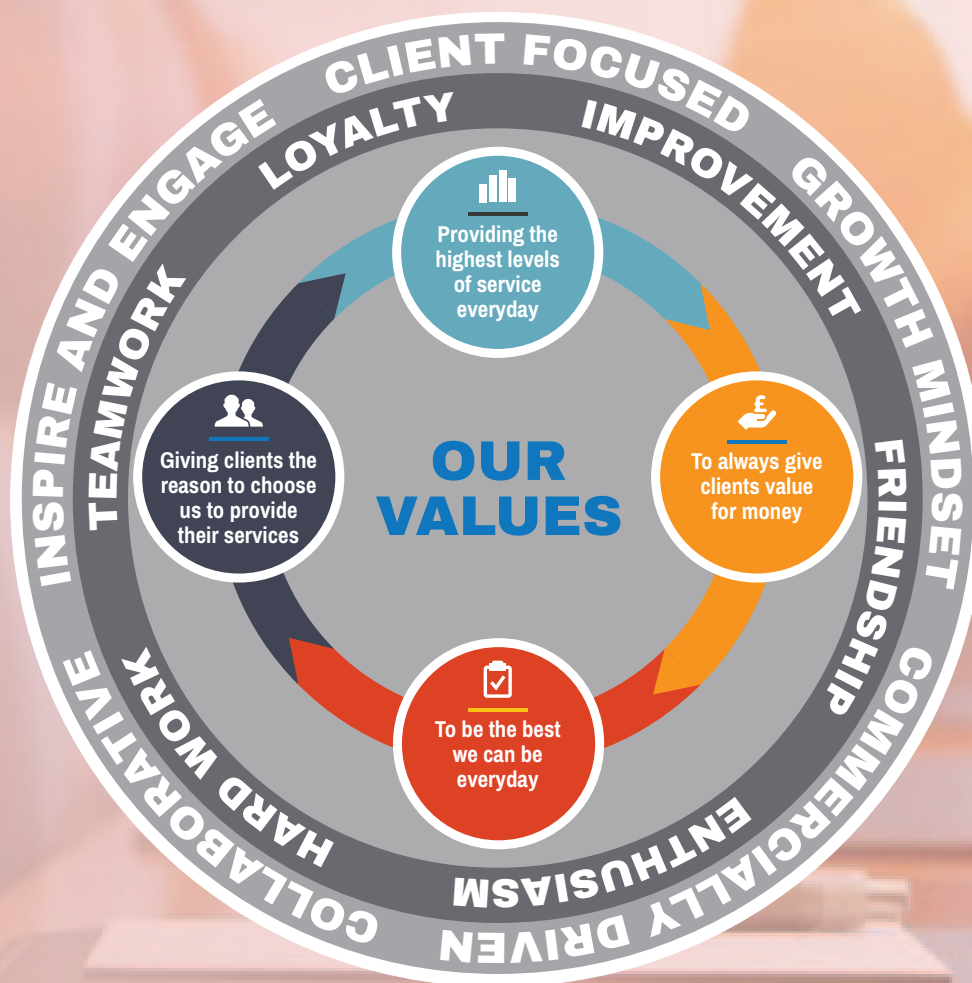 CLIENT FOCUSED
GROWTH MINDSET
COMMERCIALLY DRIVEN
COLLABORATIVE
INSPIRE AND ENGAGE
LOYALTY
IMPROVEMENT
FRIENDSHIP
ENTHUSIASM
HARD WORK
TEAMWORK
Providing the
highest levels
of service
everyday
£
To always give
clients value
for money
To be the best
we can be
everyday
Giving clients the
reason to choose
us to provide
their services
OUR
VALUES